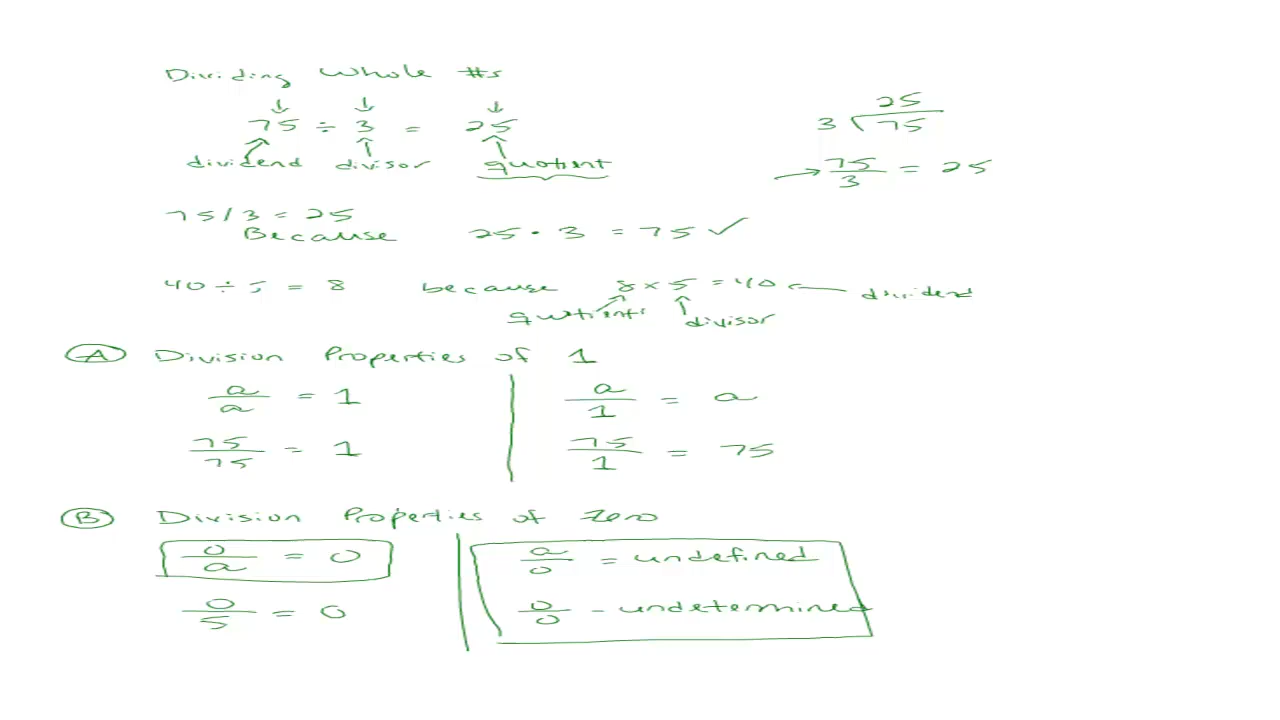 Dividing Whole #s
75 ÷ 3 = 25
dividend divisor quotient
25
3 75
75/3 = 25
75/3 = 25
Because 25 · 3 = 75 ✓
40 ÷ 5 = 8 because 8 × 5 = 40 ← dividend
quotient divisor
A Division Properties of 1
a/a = 1 a/1 = a
75/75 = 1 75/1 = 75
B Division Properties of Zero
0/a = 0 a/0 = undefined
0/5 = 0 0/0 - undetermined